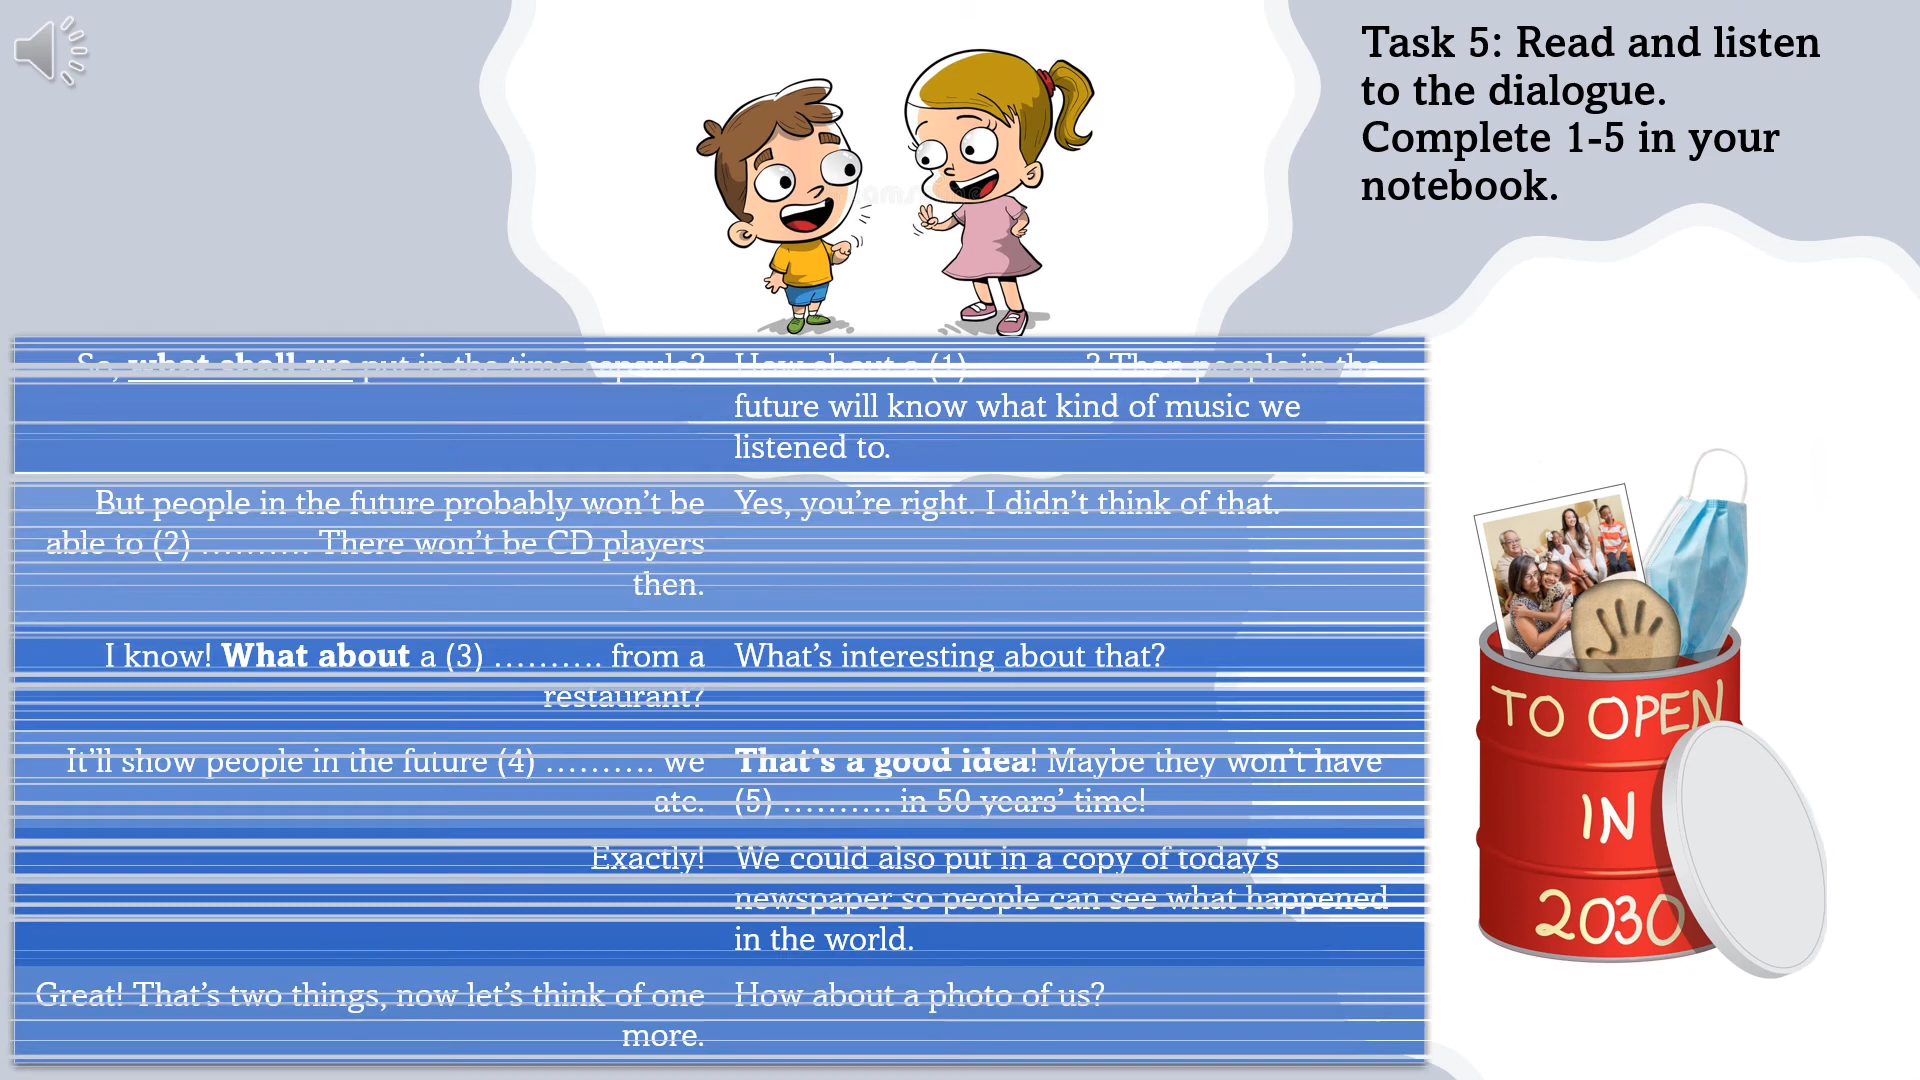 Task 5: Read and listen
to the dialogue.
Complete 1-5 in your
notebook.
So, what shall we put in the time capsule?
How about a (1) ………. ? Then people in the
future will know what kind of music we
listened to.
But people in the future probably won’t be
able to (2) ………. There won’t be CD players
then.
Yes, you’re right. I didn’t think of that.
I know! What about a (3) ………. from a
restaurant?
What’s interesting about that?
It’ll show people in the future (4) ………. we
ate.
That’s a good idea! Maybe they won’t have
(5) ………. in 50 years’ time!
Exactly!
We could also put in a copy of today’s
newspaper so people can see what happened
in the world.
Great! That’s two things, now let’s think of one
more.
How about a photo of us?
TO OPEN
IN
2030